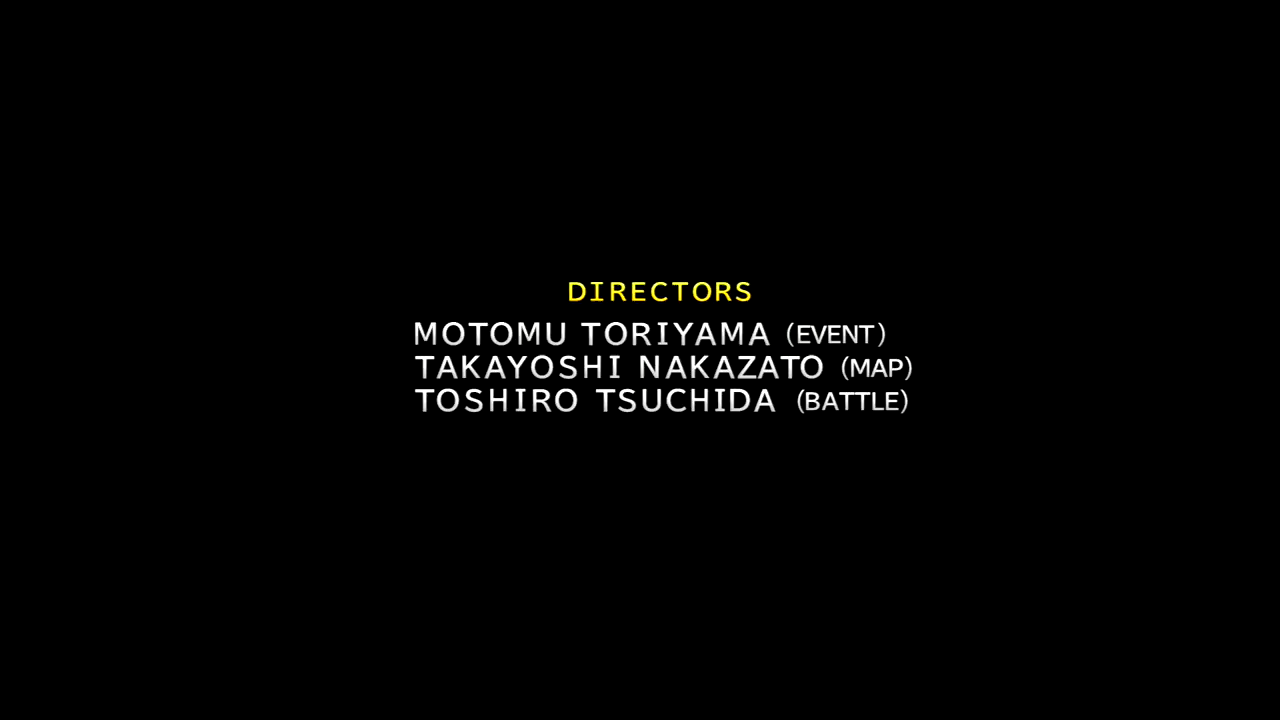 DIRECTORS
MOTOMU TORIYAMA (EVENT)
TAKAYOSHI NAKAZATO (MAP)
TOSHIRO TSUCHIDA (BATTLE)